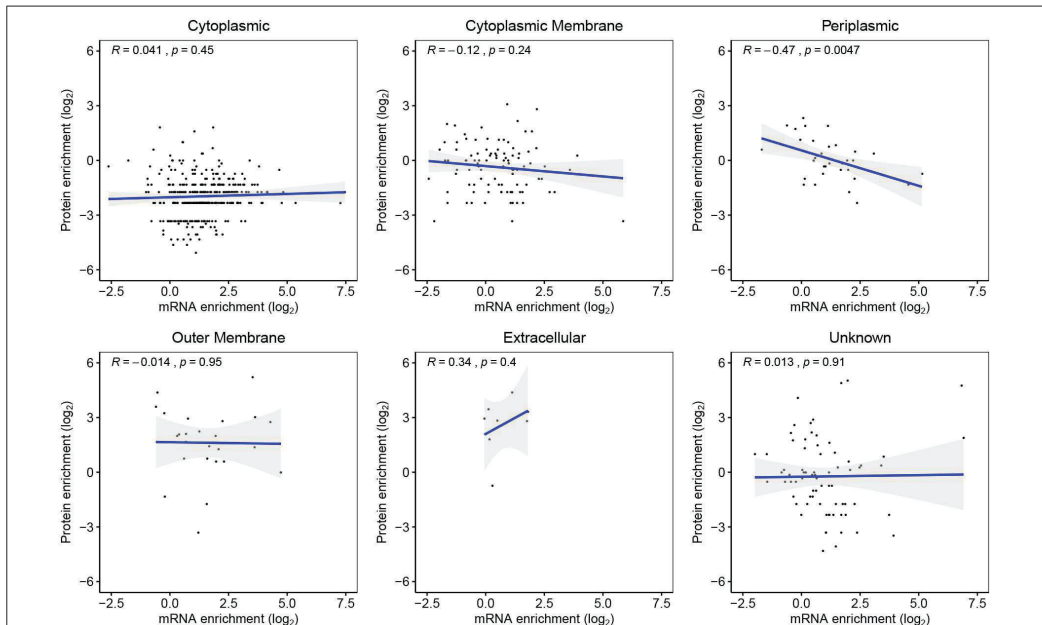 Cytoplasmic
R = 0.041 , p = 0.45
6
3
0
−3
−6
Protein enrichment (log2)
−2.5 0.0 2.5 5.0 7.5
mRNA enrichment (log2)
Cytoplasmic Membrane
R = −0.12 , p = 0.24
6
3
0
−3
−6
Protein enrichment (log2)
−2.5 0.0 2.5 5.0 7.5
mRNA enrichment (log2)
Periplasmic
R = −0.47 , p = 0.0047
6
3
0
−3
−6
Protein enrichment (log2)
−2.5 0.0 2.5 5.0 7.5
mRNA enrichment (log2)
Outer Membrane
R = −0.014 , p = 0.95
6
3
0
−3
−6
Protein enrichment (log2)
−2.5 0.0 2.5 5.0 7.5
mRNA enrichment (log2)
Extracellular
R = 0.34 , p = 0.4
6
3
0
−3
−6
Protein enrichment (log2)
−2.5 0.0 2.5 5.0 7.5
mRNA enrichment (log2)
Unknown
R = 0.013 , p = 0.91
6
3
0
−3
−6
Protein enrichment (log2)
−2.5 0.0 2.5 5.0 7.5
mRNA enrichment (log2)